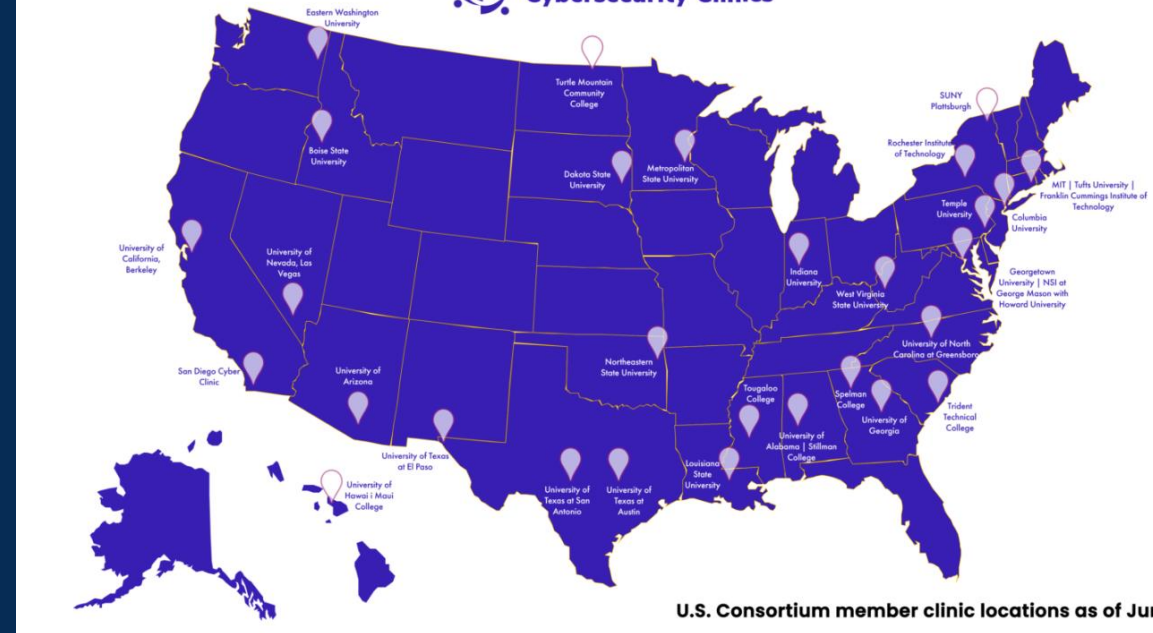 Cybersecurity Clinics
Eastern Washington
University
Turtle Mountain
Community
College
SUNY
Plattsburgh
Boise State
University
Dakota State
University
Metropolitan
State University
Rochester Institute
of Technology
MIT | Tufts University |
Franklin Cummings Institute of
Technology
Temple
University
Columbia
University
University of
California,
Berkeley
University of
Nevada, Las
Vegas
Indiana
University
West Virginia
State University
Georgetown
University | NSI at
George Mason with
Howard University
San Diego Cyber
Clinic
University of
Arizona
Northeastern
State University
University of North
Carolina at Greensboro
Tougaloo
College
Spelman
College
University of
Georgia
Trident
Technical
College
University of
Alabama | Stillman
College
University of Texas
at El Paso
Louisiana
State
University
University of
Hawai i Maui
College
University of
Texas at San
Antonio
University of
Texas at
Austin
U.S. Consortium member clinic locations as of